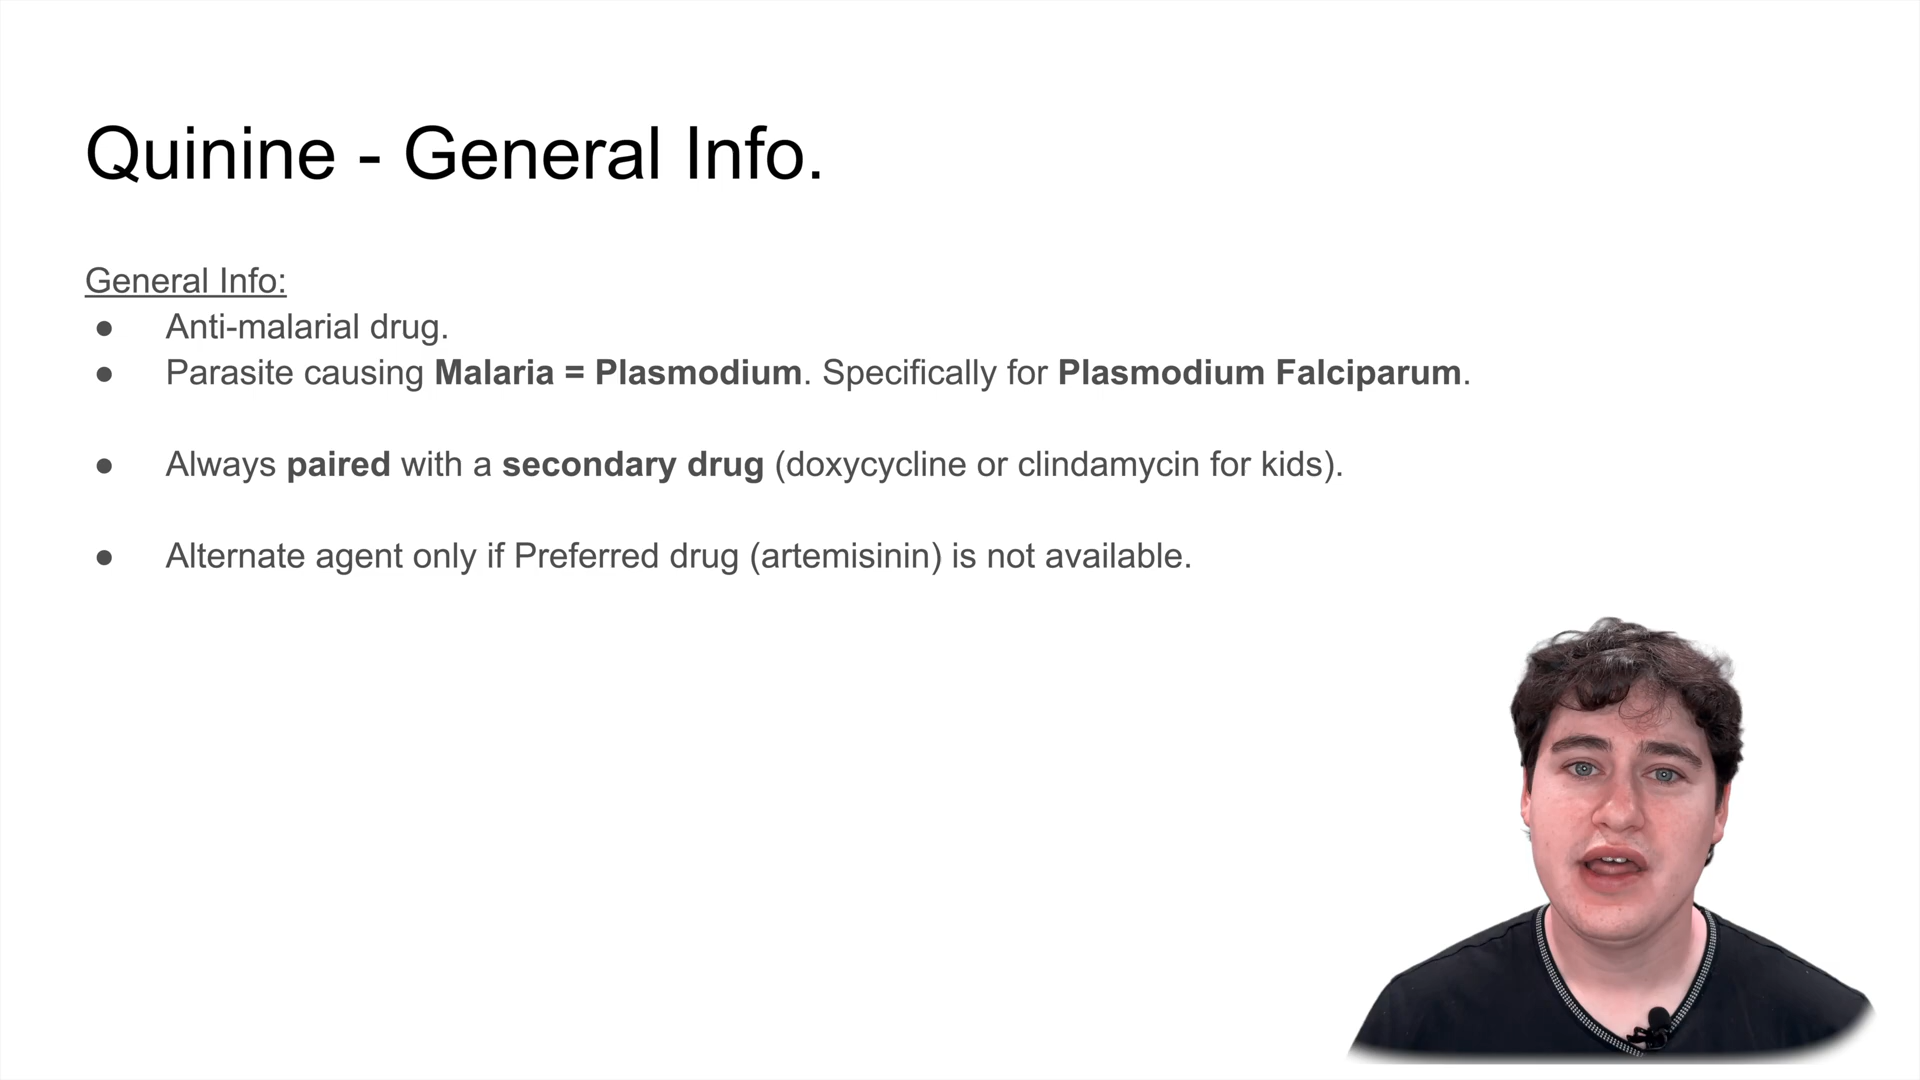 Quinine - General Info.
General Info:
● Anti-malarial drug.
● Parasite causing Malaria = Plasmodium. Specifically for Plasmodium Falciparum.
● Always paired with a secondary drug (doxycycline or clindamycin for kids).
● Alternate agent only if Preferred drug (artemisinin) is not available.